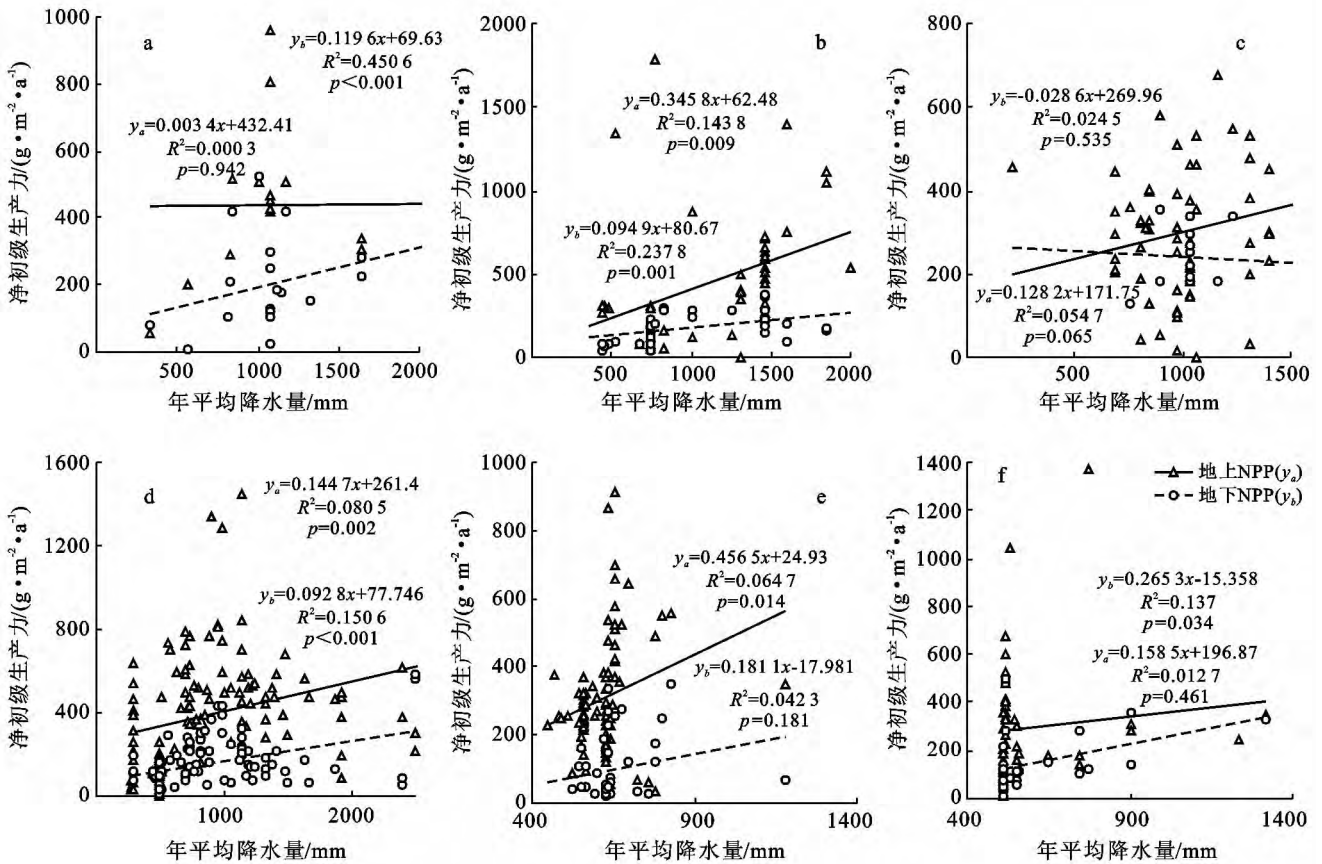 a
y_b=0.119 6x+69.63
R²=0.450 6
p<0.001
y_a=0.003 4x+432.41
R²=0.000 3
p=0.942
净初级生产力/(g·m⁻²·a⁻¹)
1000
800
600
400
200
0
0 500 1000 1500 2000
年平均降水量/mm
b
y_a=0.345 8x+62.48
R²=0.143 8
p=0.009
y_b=0.094 9x+80.67
R²=0.237 8
p=0.001
净初级生产力/(g·m⁻²·a⁻¹)
2000
1500
1000
500
0
500 1000 1500 2000
年平均降水量/mm
c
y_b=-0.028 6x+269.96
R²=0.024 5
p=0.535
y_a=0.128 2x+171.75
R²=0.054 7
p=0.065
净初级生产力/(g·m⁻²·a⁻¹)
800
600
400
200
0
500 1000 1500
年平均降水量/mm
d
y_a=0.144 7x+261.4
R²=0.080 5
p=0.002
y_b=0.092 8x+77.746
R²=0.150 6
p<0.001
净初级生产力/(g·m⁻²·a⁻¹)
1600
1200
800
400
0
1000 2000
年平均降水量/mm
e
y_a=0.456 5x+24.93
R²=0.064 7
p=0.014
y_b=0.181 1x-17.981
R²=0.042 3
p=0.181
净初级生产力/(g·m⁻²·a⁻¹)
1000
800
600
400
200
0
400 900 1400
年平均降水量/mm
f
地上NPP(y_a)
地下NPP(y_b)
y_b=0.265 3x-15.358
R²=0.137
p=0.034
y_a=0.158 5x+196.87
R²=0.012 7
p=0.461
净初级生产力/(g·m⁻²·a⁻¹)
1400
1200
1000
800
600
400
200
0
400 900 1400
年平均降水量/mm